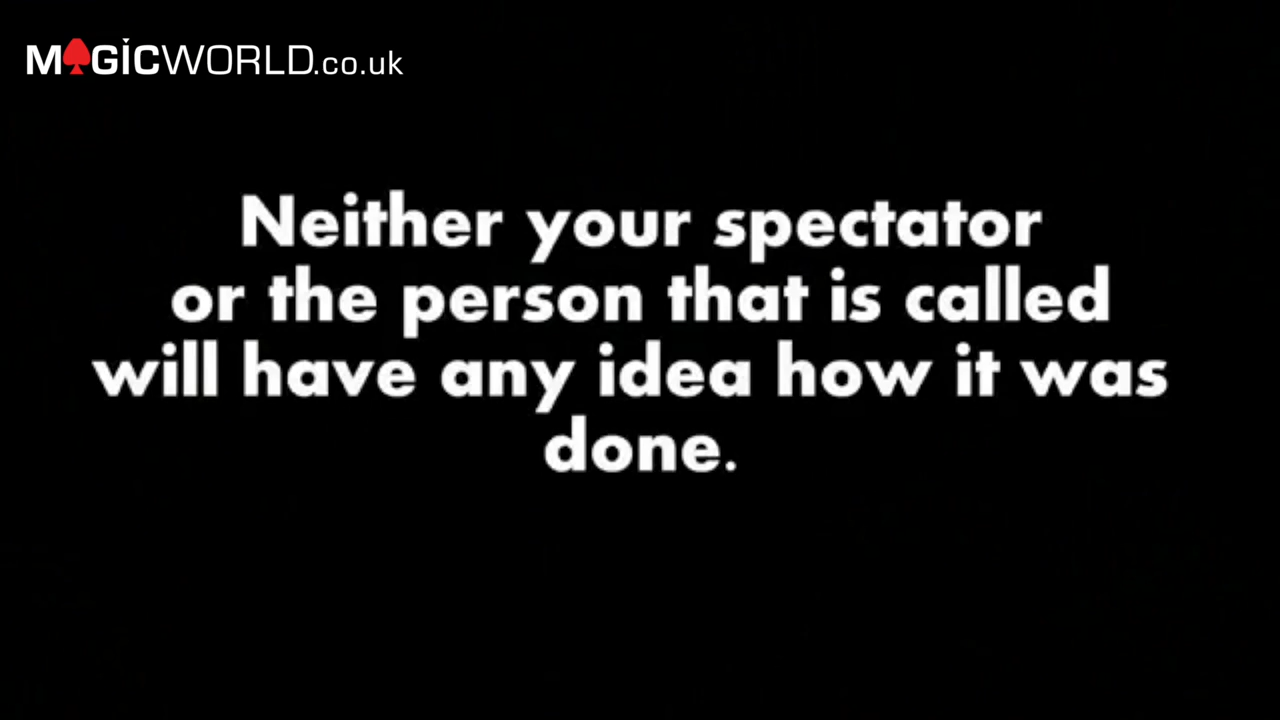 MAGICWORLD.co.uk
Neither your spectator
or the person that is called
will have any idea how it was
done.